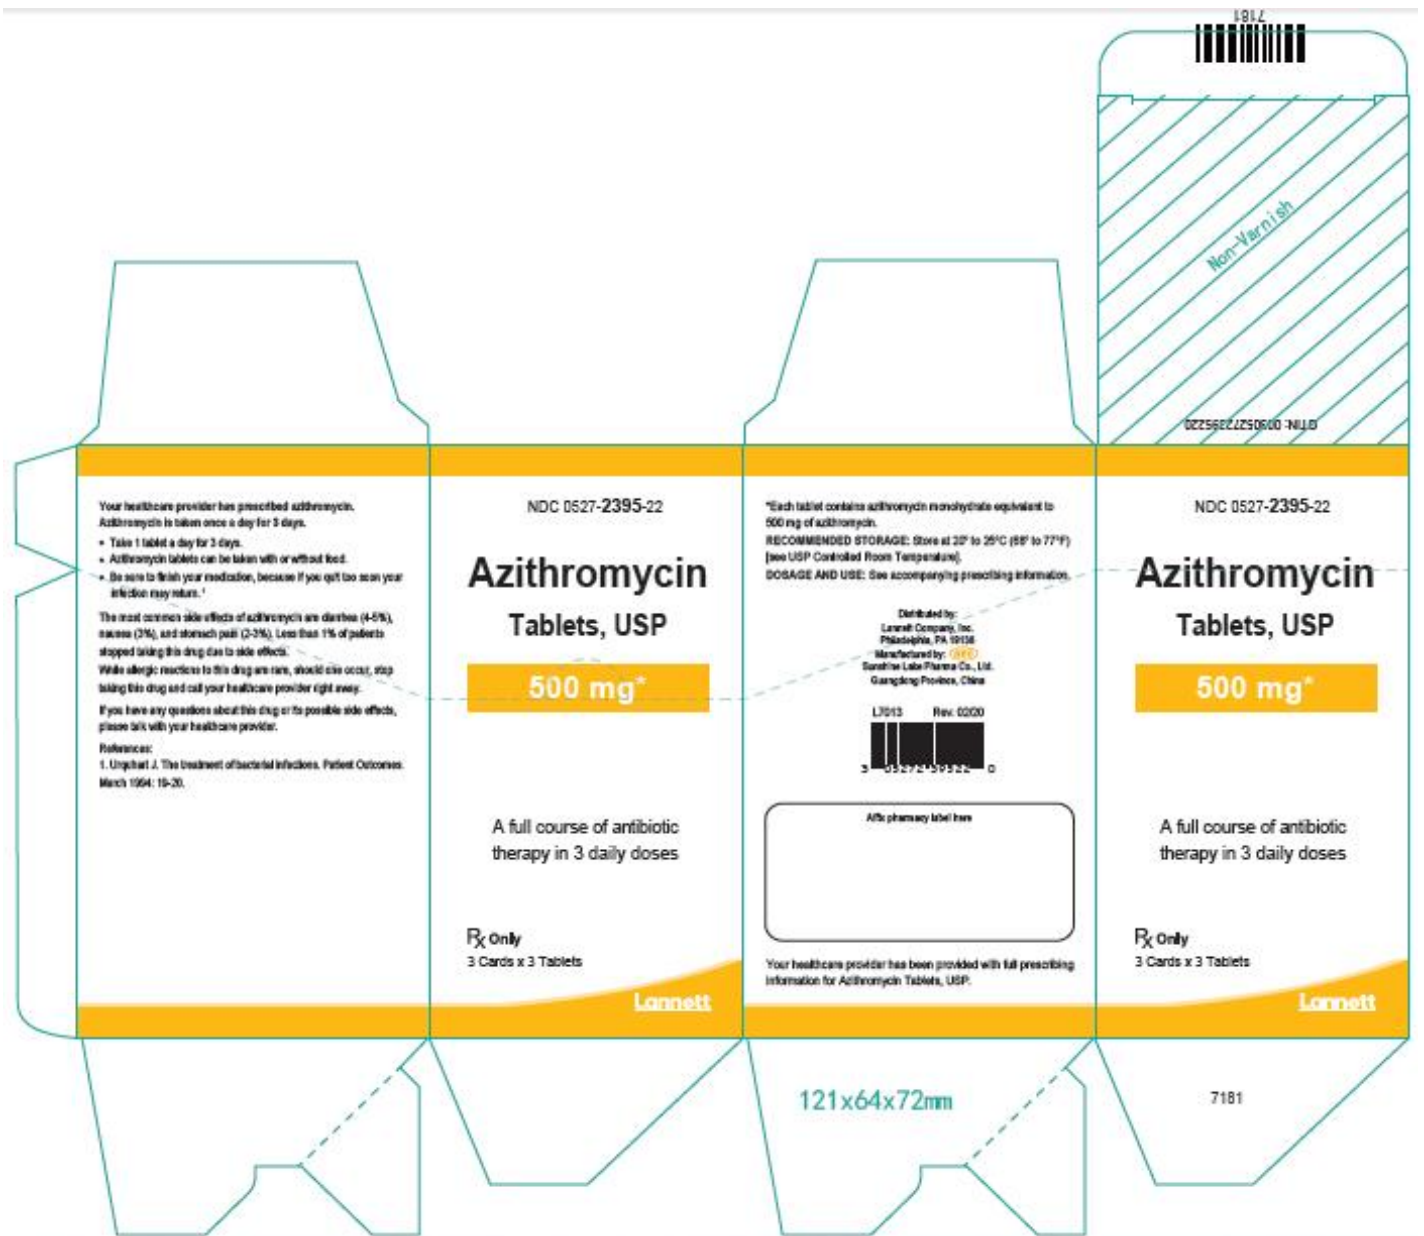 7181
Non-Varnish
GTIN: 00305272395220
Your healthcare provider has prescribed azithromycin.
Azithromycin is taken once a day for 3 days.
• Take 1 tablet a day for 3 days.
• Azithromycin tablets can be taken with or without food.
• Be sure to finish your medication, because if you quit too soon your
infection may return.¹
The most common side effects of azithromycin are diarrhea (4-5%),
nausea (3%), and stomach pain (2-3%). Less than 1% of patients
stopped taking this drug due to side effects.
While allergic reactions to this drug are rare, should one occur, stop
taking this drug and call your healthcare provider right away.
If you have any questions about this drug or its possible side effects,
please talk with your healthcare provider.
References:
1. Urquhart J. The treatment of bacterial infections. Patient Outcomes.
March 1994: 19-20.
NDC 0527-2395-22
Azithromycin
Tablets, USP
500 mg*
A full course of antibiotic
therapy in 3 daily doses
Rx Only
3 Cards x 3 Tablets
Lannett
*Each tablet contains azithromycin monohydrate equivalent to
500 mg of azithromycin.
RECOMMENDED STORAGE: Store at 20° to 25°C (68° to 77°F)
[see USP Controlled Room Temperature].
DOSAGE AND USE: See accompanying prescribing information.
Distributed by:
Lannett Company, Inc.
Philadelphia, PA 19136
Manufactured by:
Sunshine Lake Pharma Co., Ltd.
Guangdong Province, China
L7013 Rev. 02/20
3 05272 39522 0
Affix pharmacy label here
Your healthcare provider has been provided with full prescribing
information for Azithromycin Tablets, USP.
NDC 0527-2395-22
Azithromycin
Tablets, USP
500 mg*
A full course of antibiotic
therapy in 3 daily doses
Rx Only
3 Cards x 3 Tablets
Lannett
121x64x72mm
7181